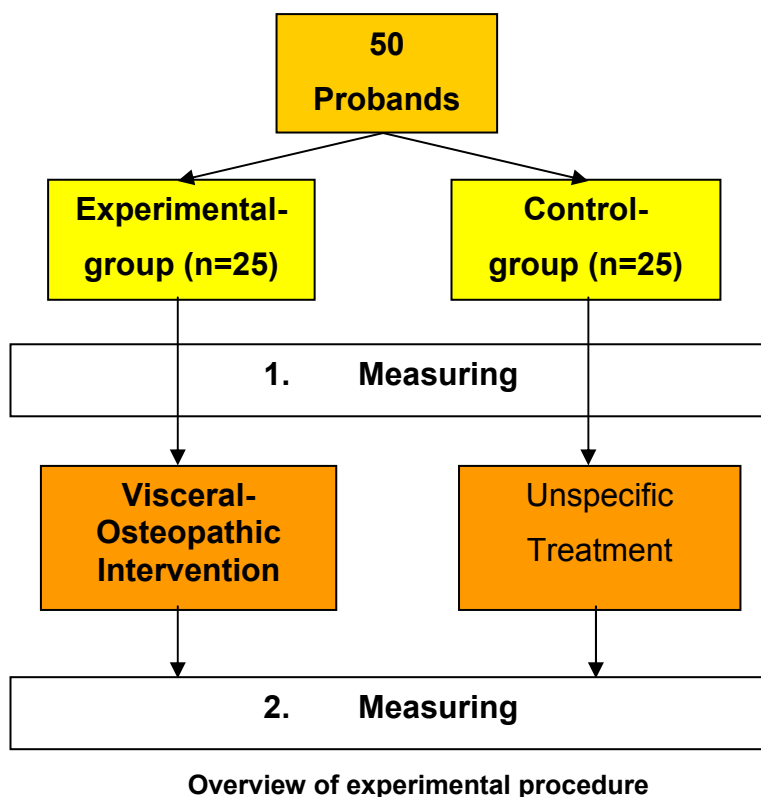 50
Probands
Experimental-
group (n=25)
Control-
group (n=25)
1. Measuring
Visceral-
Osteopathic
Intervention
Unspecific
Treatment
2. Measuring
Overview of experimental procedure